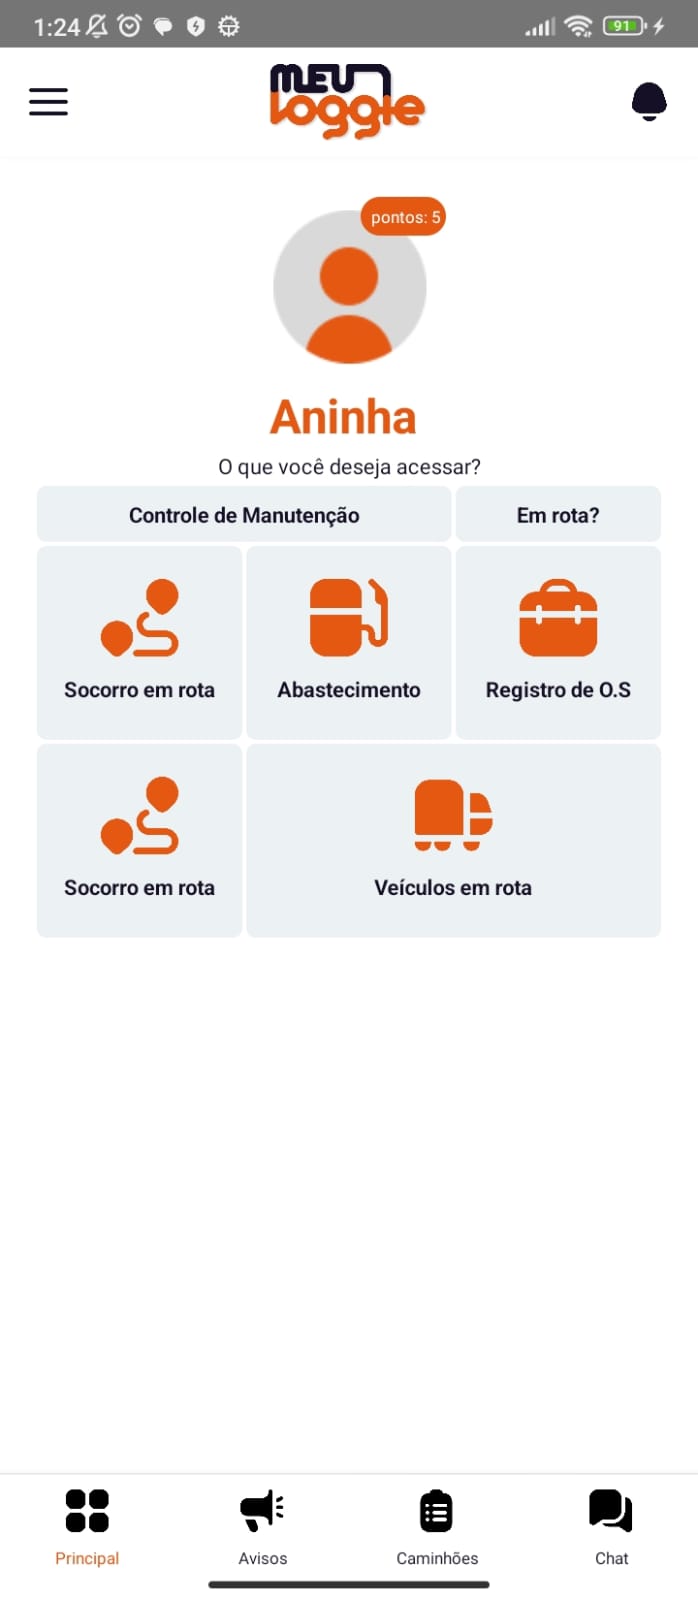 1:24
91
MEU
loggie
pontos: 5
Aninha
O que você deseja acessar?
Controle de Manutenção
Em rota?
Socorro em rota
Abastecimento
Registro de O.S
Socorro em rota
Veículos em rota
Principal
Avisos
Caminhões
Chat